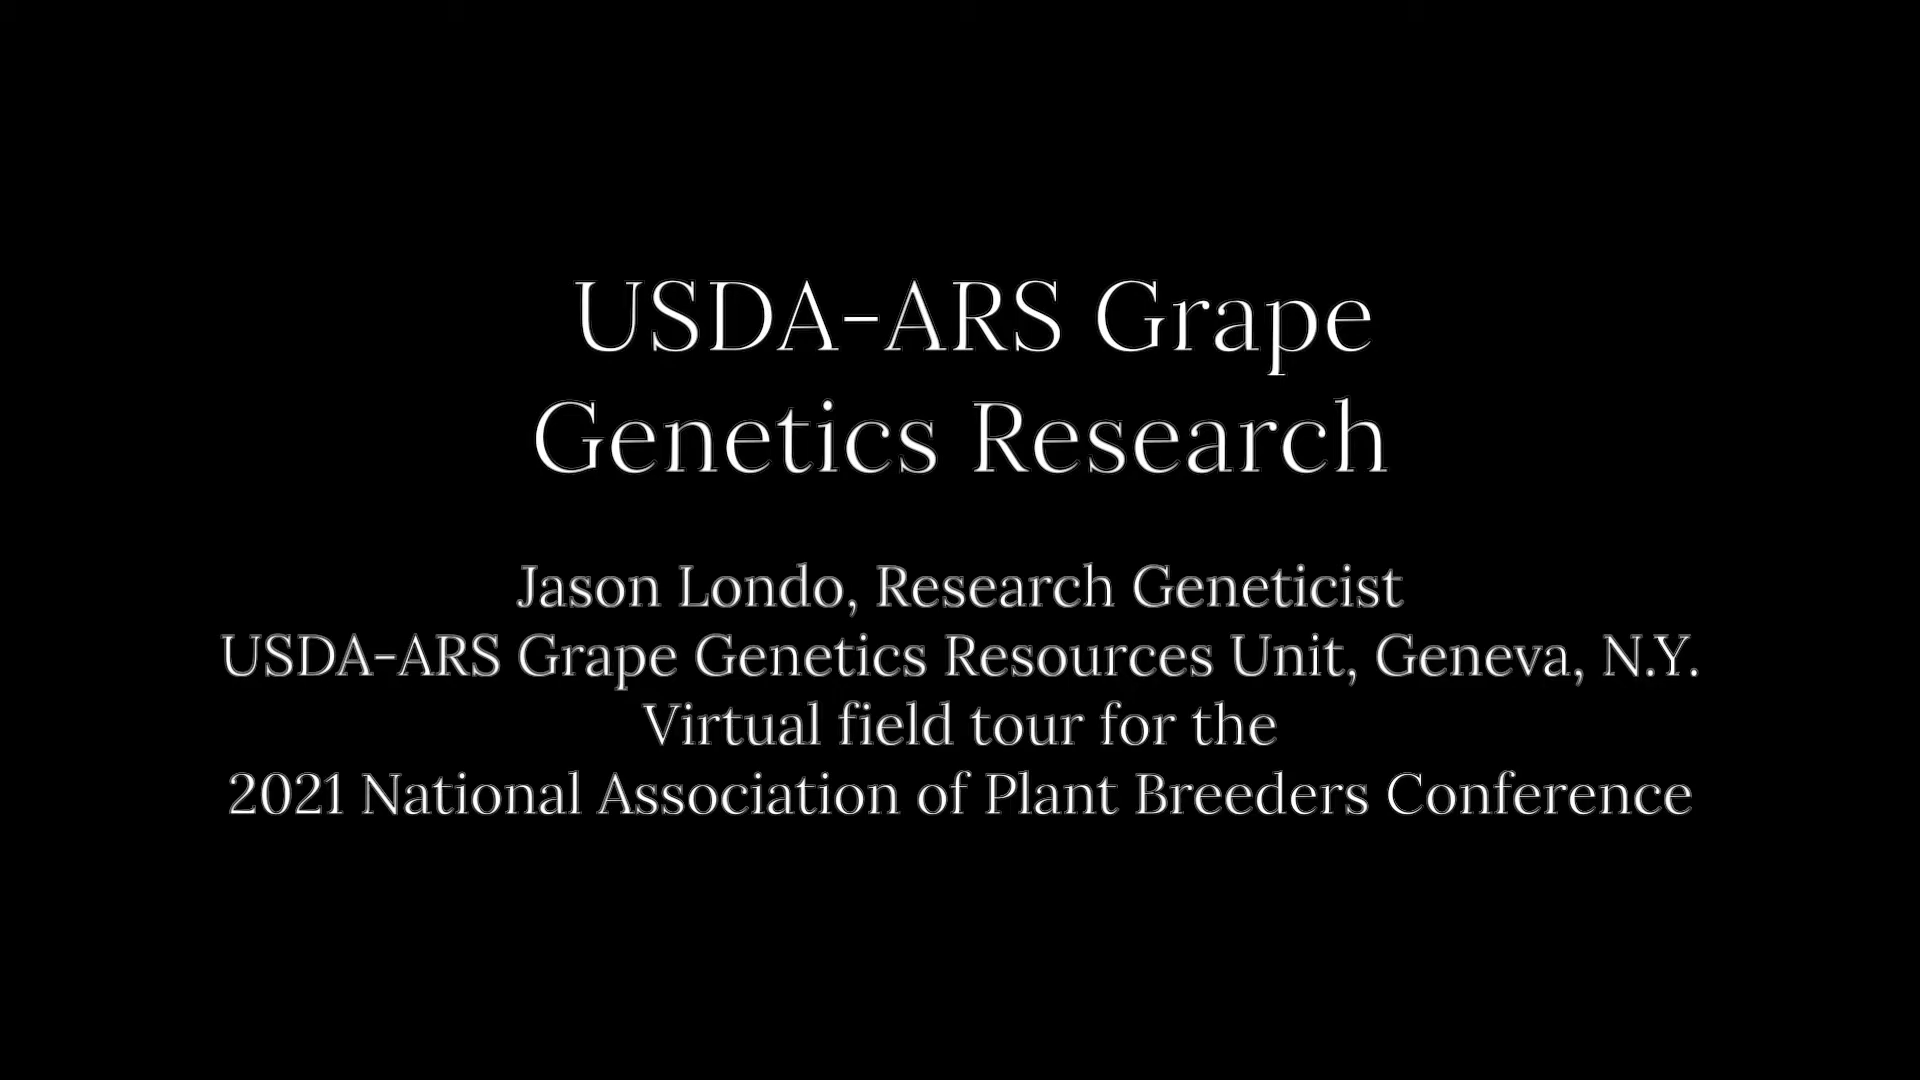 USDA-ARS Grape
Genetics Research
Jason Londo, Research Geneticist
USDA-ARS Grape Genetics Resources Unit, Geneva, N.Y.
Virtual field tour for the
2021 National Association of Plant Breeders Conference